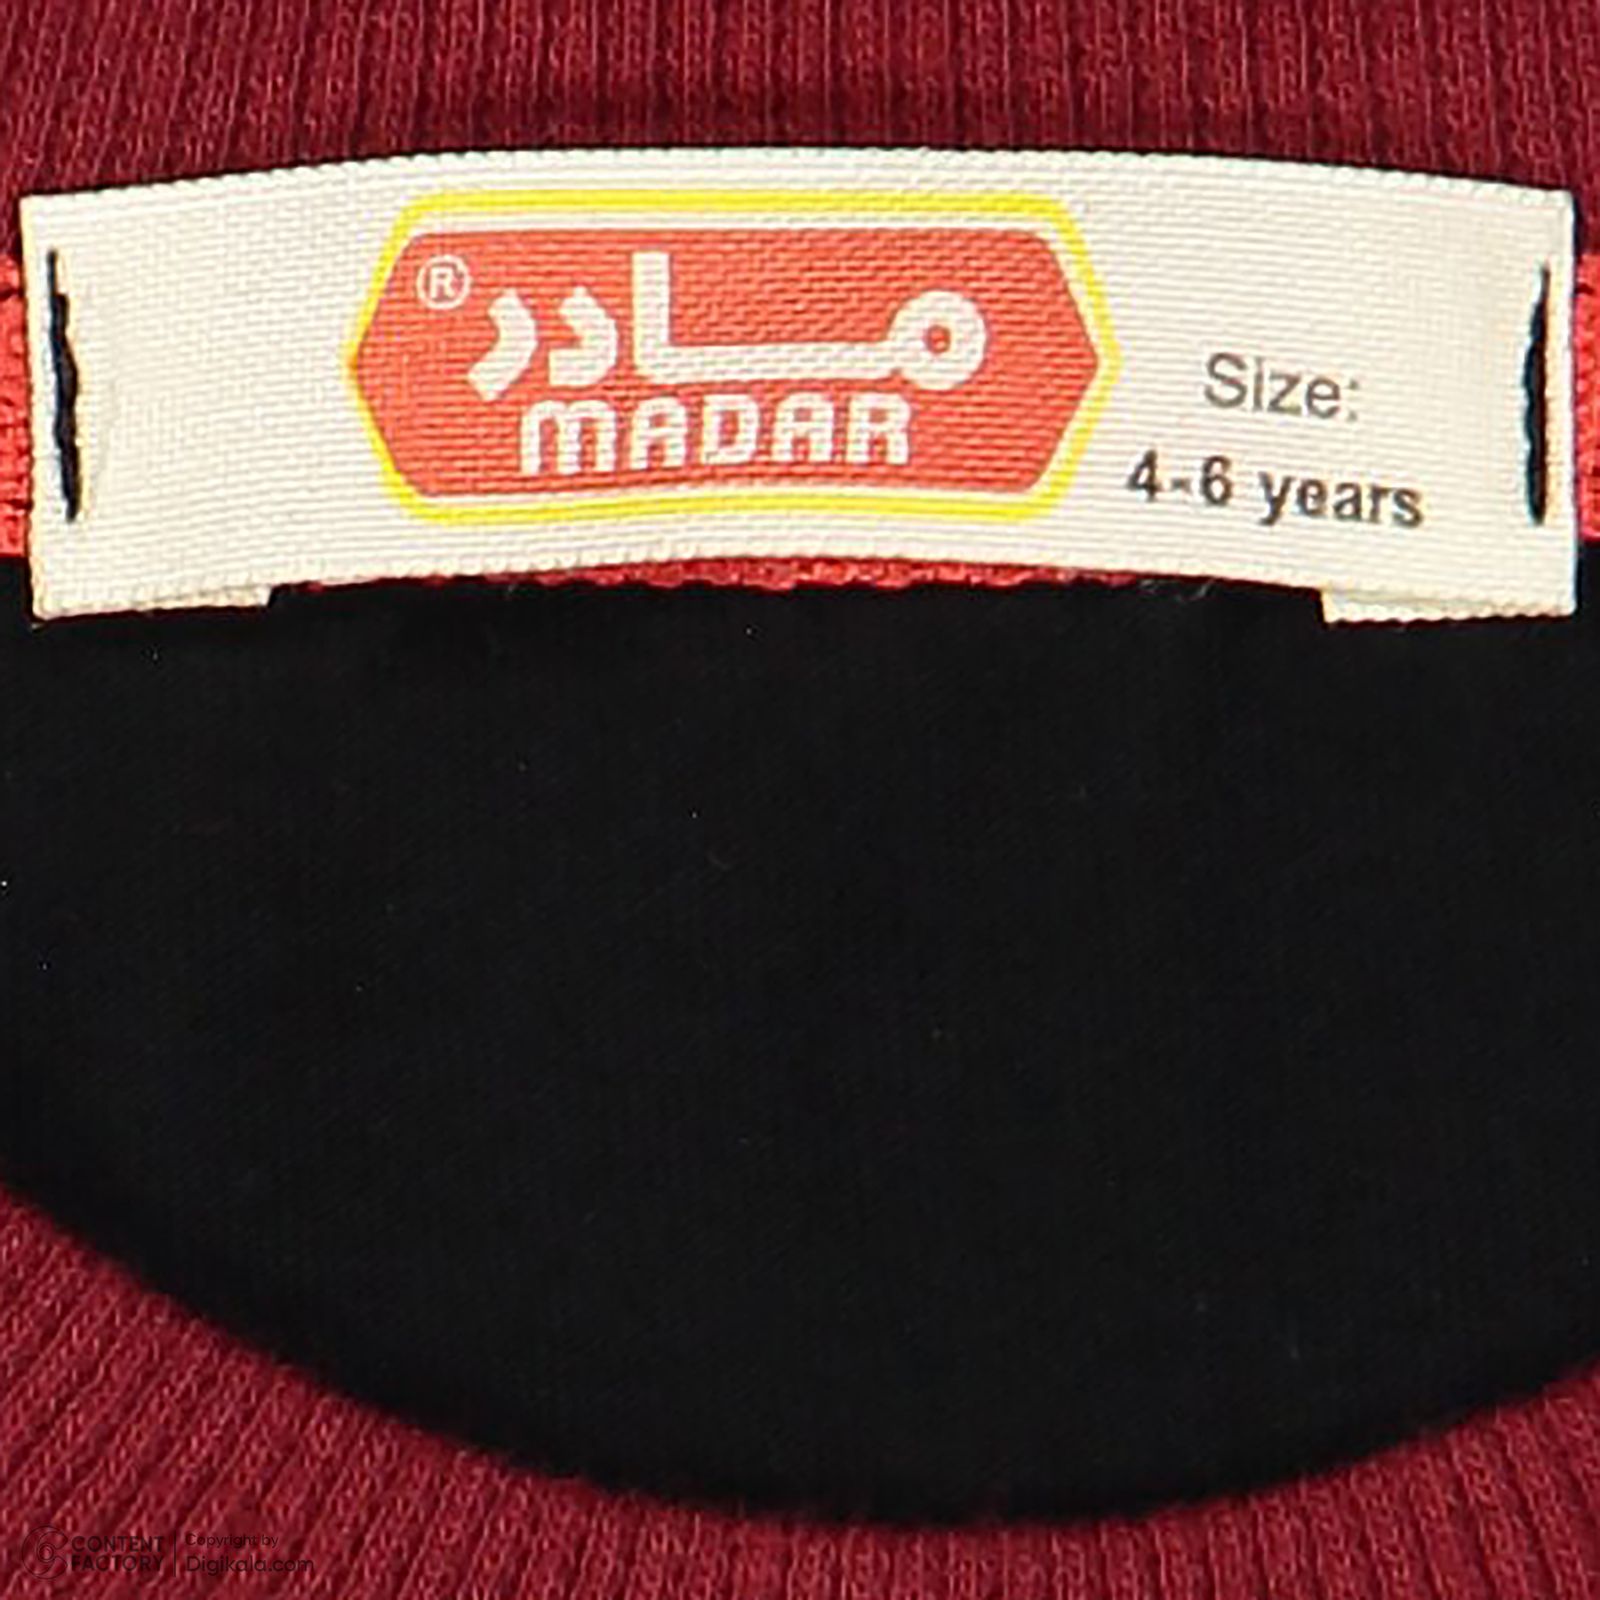 ®
مادر
MADAR
Size:
4-6 years
CONTENT FACTORY
Copyright by
Digikala.com